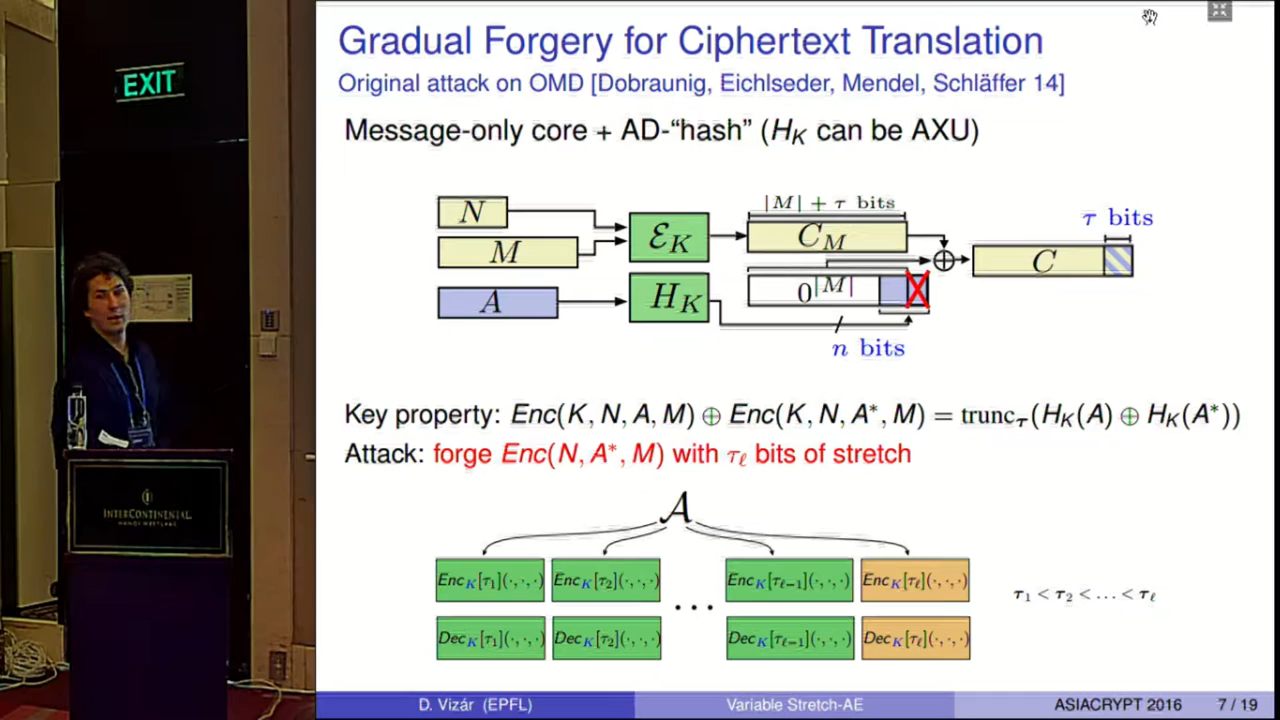 EXIT
INTERCONTINENTAL
Gradual Forgery for Ciphertext Translation
Original attack on OMD [Dobraunig, Eichlseder, Mendel, Schläffer 14]
Message-only core + AD-“hash” (H_K can be AXU)
|M| + τ bits
τ bits
N
M
ℰ_K
C_M
⊕
C
A
H_K
0^|M|
n bits
Key property: Enc(K, N, A, M) ⊕ Enc(K, N, A*, M) = trunc_τ(H_K(A) ⊕ H_K(A*))
Attack: forge Enc(N, A*, M) with τ_ℓ bits of stretch
𝒜
Enc_K[τ_1](·,·,·) Enc_K[τ_2](·,·,·) ... Enc_K[τ_{ℓ−1}](·,·,·) Enc_K[τ_ℓ](·,·,·)
τ_1 < τ_2 < ... < τ_ℓ
Dec_K[τ_1](·,·,·) Dec_K[τ_2](·,·,·) Dec_K[τ_{ℓ−1}](·,·,·) Dec_K[τ_ℓ](·,·,·)
D. Vizár (EPFL) Variable Stretch-AE ASIACRYPT 2016 7 / 19